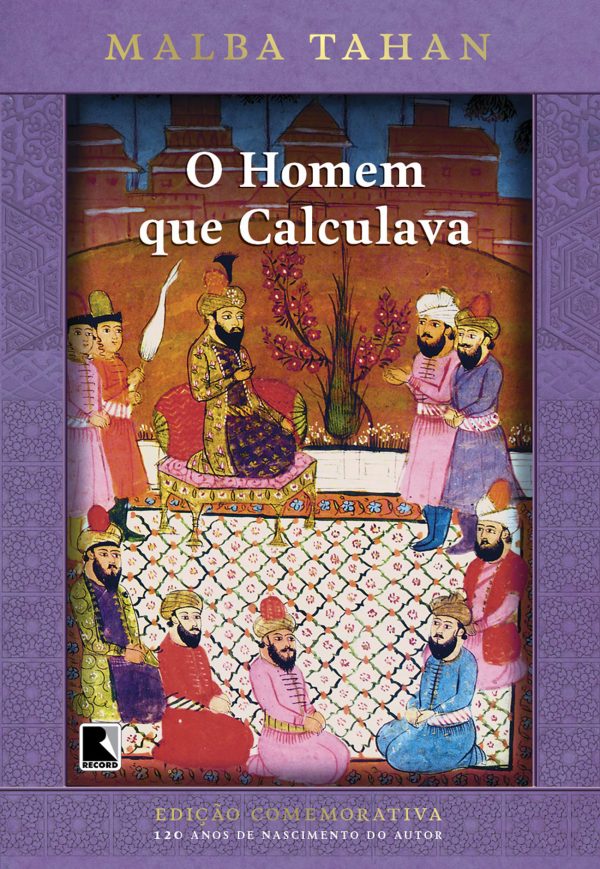 MALBA TAHAN
O Homem
que Calculava
R
RECORD
EDIÇÃO COMEMORATIVA
120 ANOS DE NASCIMENTO DO AUTOR